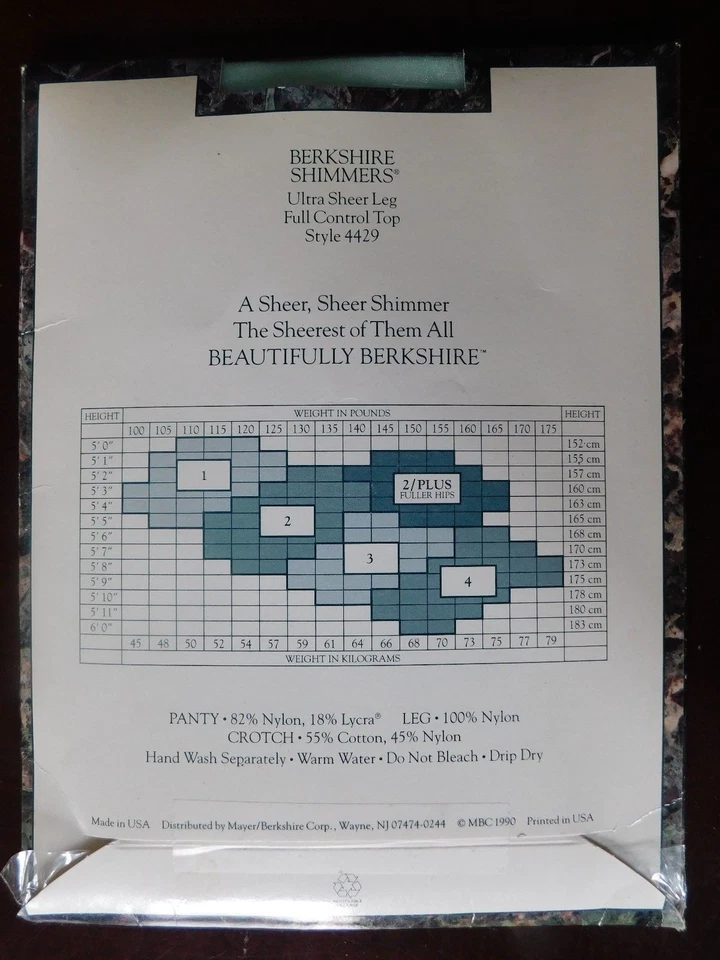 BERKSHIRE
SHIMMERS®
Ultra Sheer Leg
Full Control Top
Style 4429
A Sheer, Sheer Shimmer
The Sheerest of Them All
BEAUTIFULLY BERKSHIRE™
HEIGHT WEIGHT IN POUNDS HEIGHT
100 105 110 115 120 125 130 135 140 145 150 155 160 165 170 175
5' 0" 152 cm
5' 1" 155 cm
5' 2" 1 157 cm
5' 3" 2/PLUS 160 cm
FULLER HIPS
5' 4" 163 cm
5' 5" 2 165 cm
5' 6" 168 cm
5' 7" 3 170 cm
5' 8" 173 cm
5' 9" 4 175 cm
5' 10" 178 cm
5' 11" 180 cm
6' 0" 183 cm
45 48 50 52 54 57 59 61 64 66 68 70 73 75 77 79
WEIGHT IN KILOGRAMS
PANTY • 82% Nylon, 18% Lycra® LEG • 100% Nylon
CROTCH • 55% Cotton, 45% Nylon
Hand Wash Separately • Warm Water • Do Not Bleach • Drip Dry
Made in USA Distributed by Mayer/Berkshire Corp., Wayne, NJ 07474-0244 © MBC 1990 Printed in USA